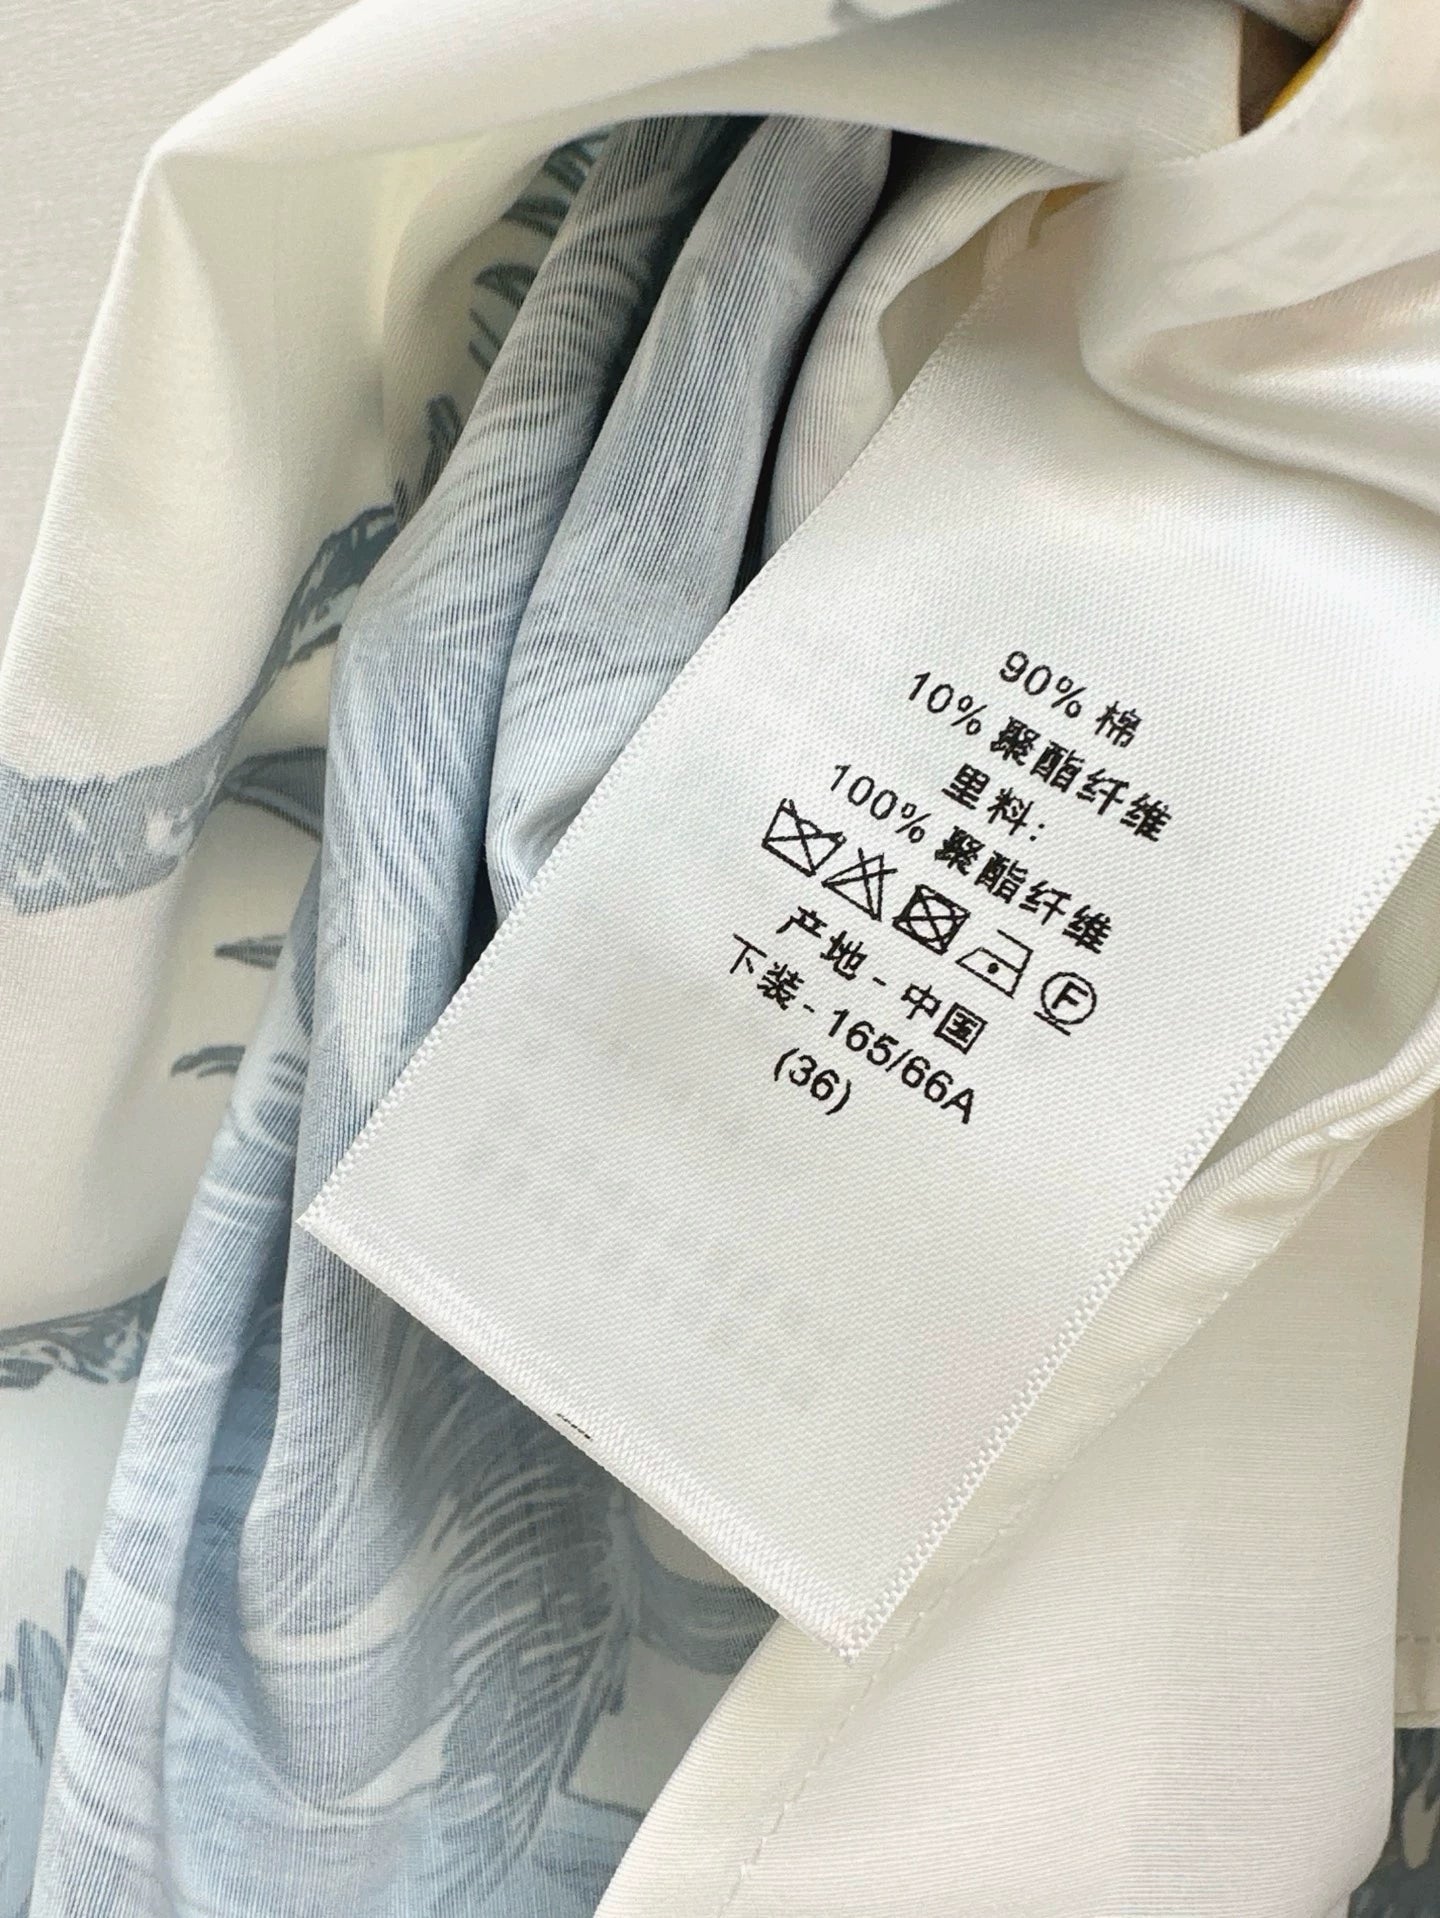 90% 棉
10% 聚酯纤维
里料:
100% 聚酯纤维
F
产地 - 中国
下装 - 165/66A
(36)